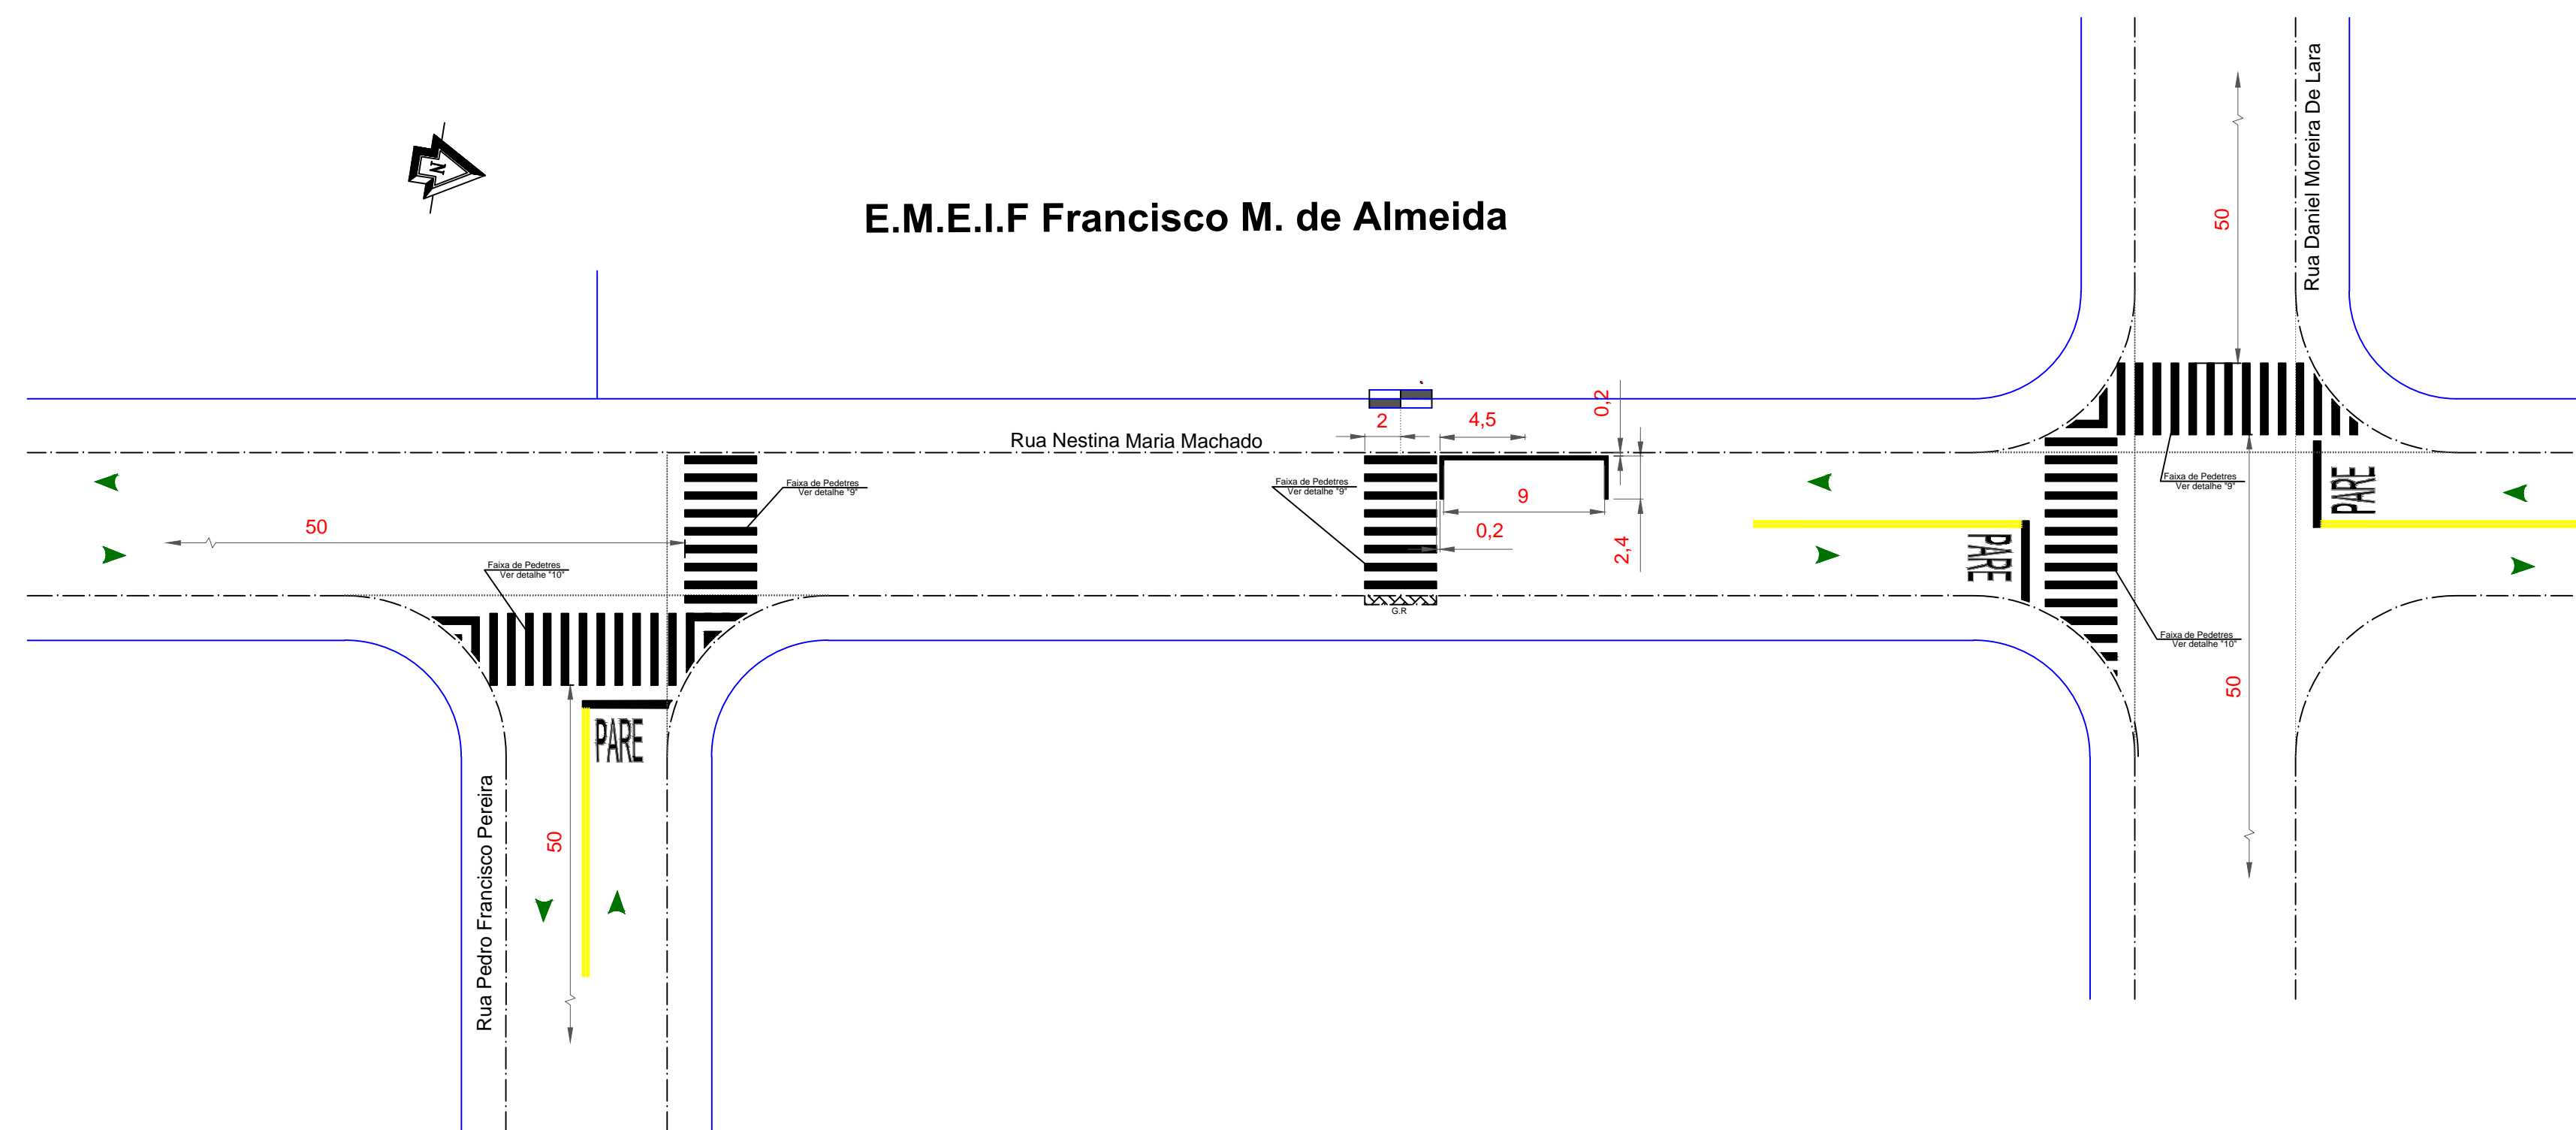 Rua Daniel Moreira De Lara
N
E.M.E.I.F Francisco M. de Almeida
50
2
4,5
0,2
Rua Nestina Maria Machado
Faixa de Pedetres
Ver detalhe "9"
Faixa de Pedetres
Ver detalhe "9"
Faixa de Pedetres
Ver detalhe "9"
PARE
9
50
0,2
2,4
PARE
Faixa de Pedetres
Ver detalhe "10"
G.R
Faixa de Pedetres
Ver detalhe "10"
50
PARE
50
Rua Pedro Francisco Pereira